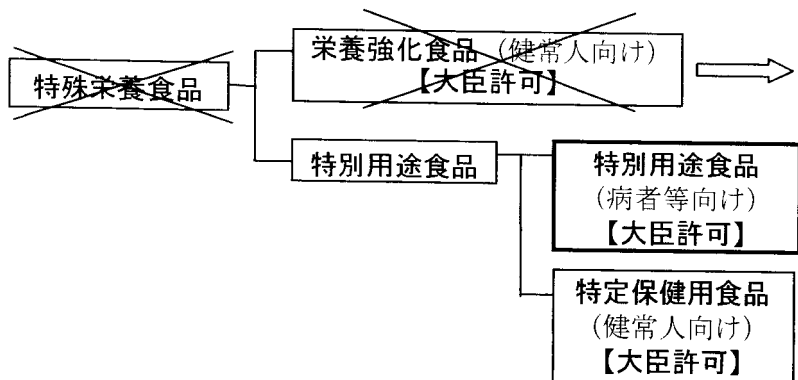 特殊栄養食品
栄養強化食品（健常人向け）
【大臣許可】
特別用途食品
特別用途食品
（病者等向け）
【大臣許可】
特定保健用食品
（健常人向け）
【大臣許可】